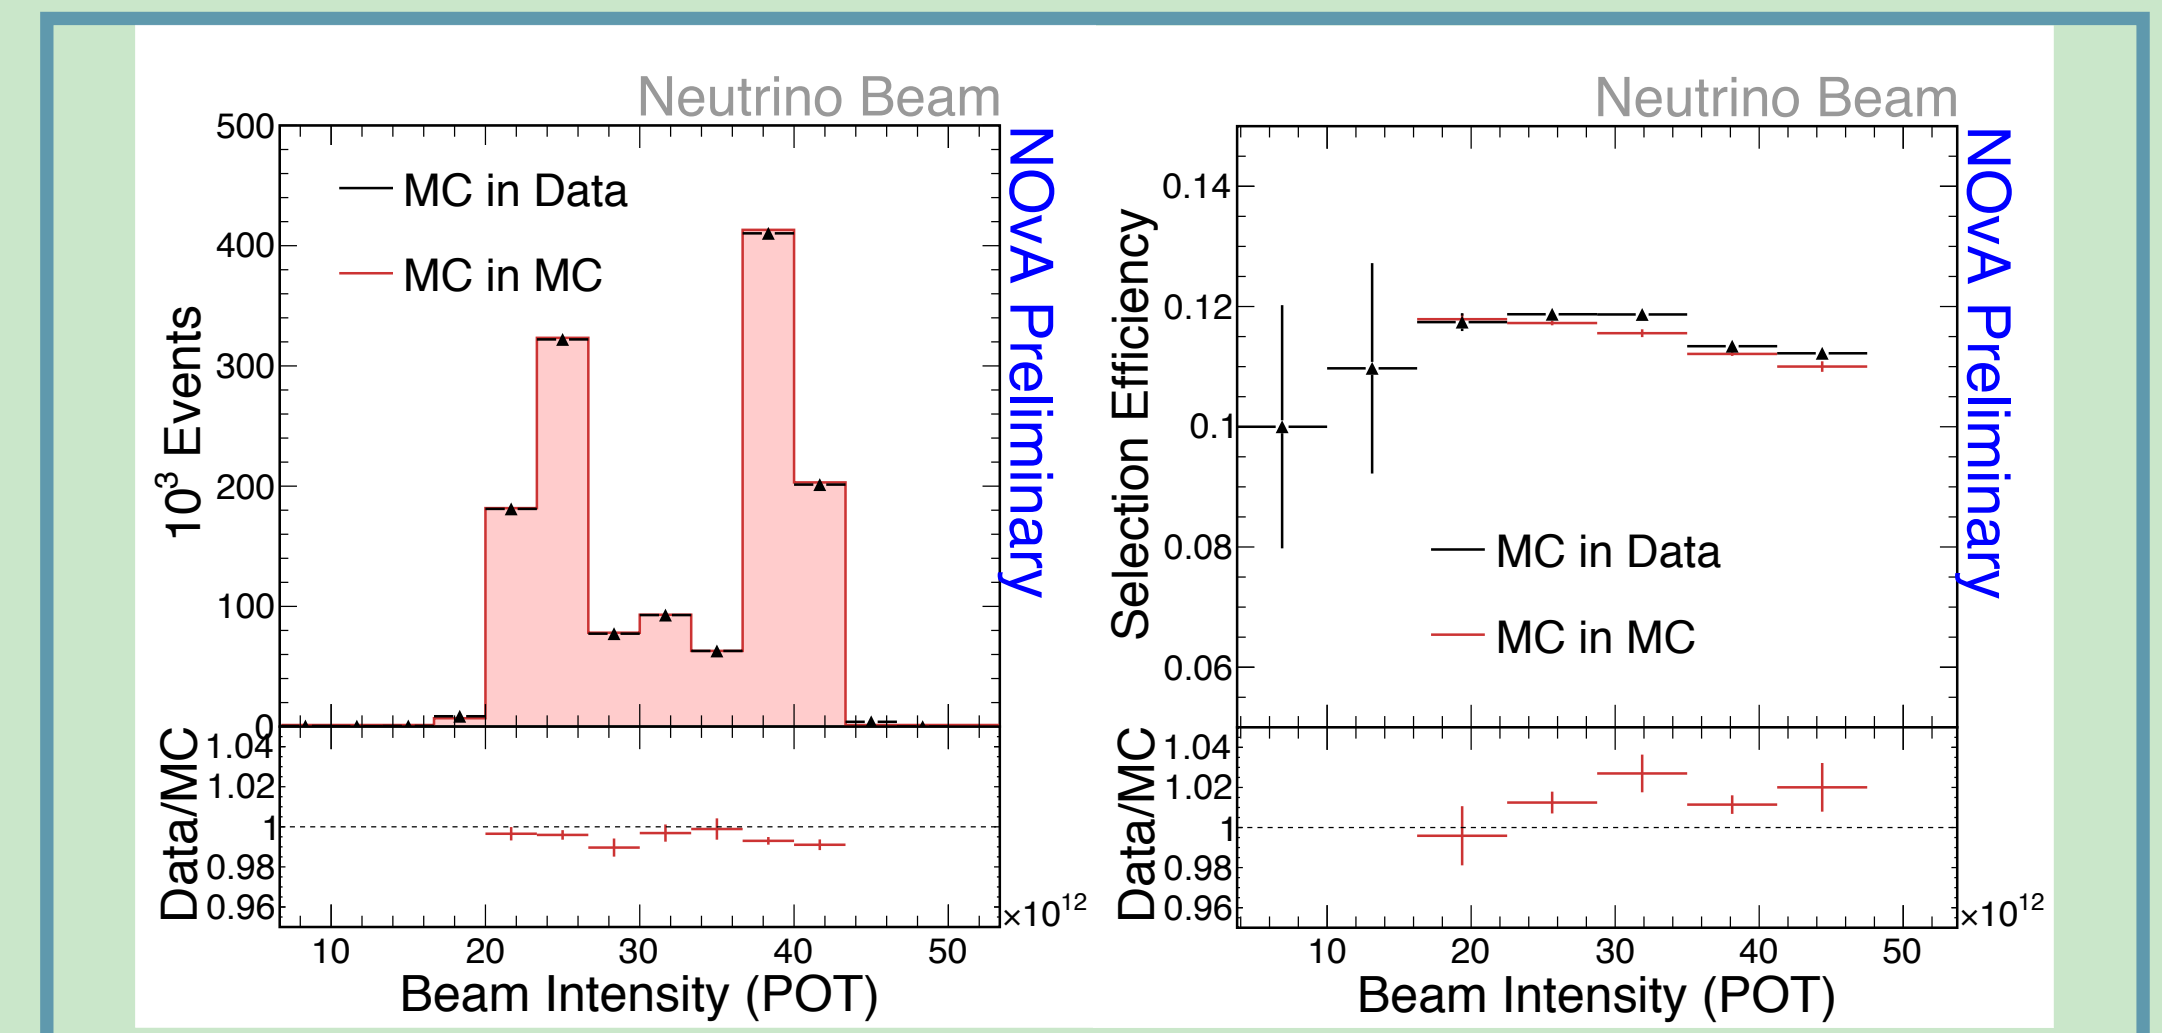 Neutrino Beam
NOvA Preliminary
MC in Data
MC in MC
10³ Events
500
400
300
200
100
0
Data/MC
1.04
1.02
1
0.98
0.96
×10¹²
10 20 30 40 50
Beam Intensity (POT)
Neutrino Beam
NOvA Preliminary
Selection Efficiency
0.14
0.12
0.1
0.08
0.06
MC in Data
MC in MC
Data/MC
1.04
1.02
1
0.98
0.96
×10¹²
10 20 30 40 50
Beam Intensity (POT)